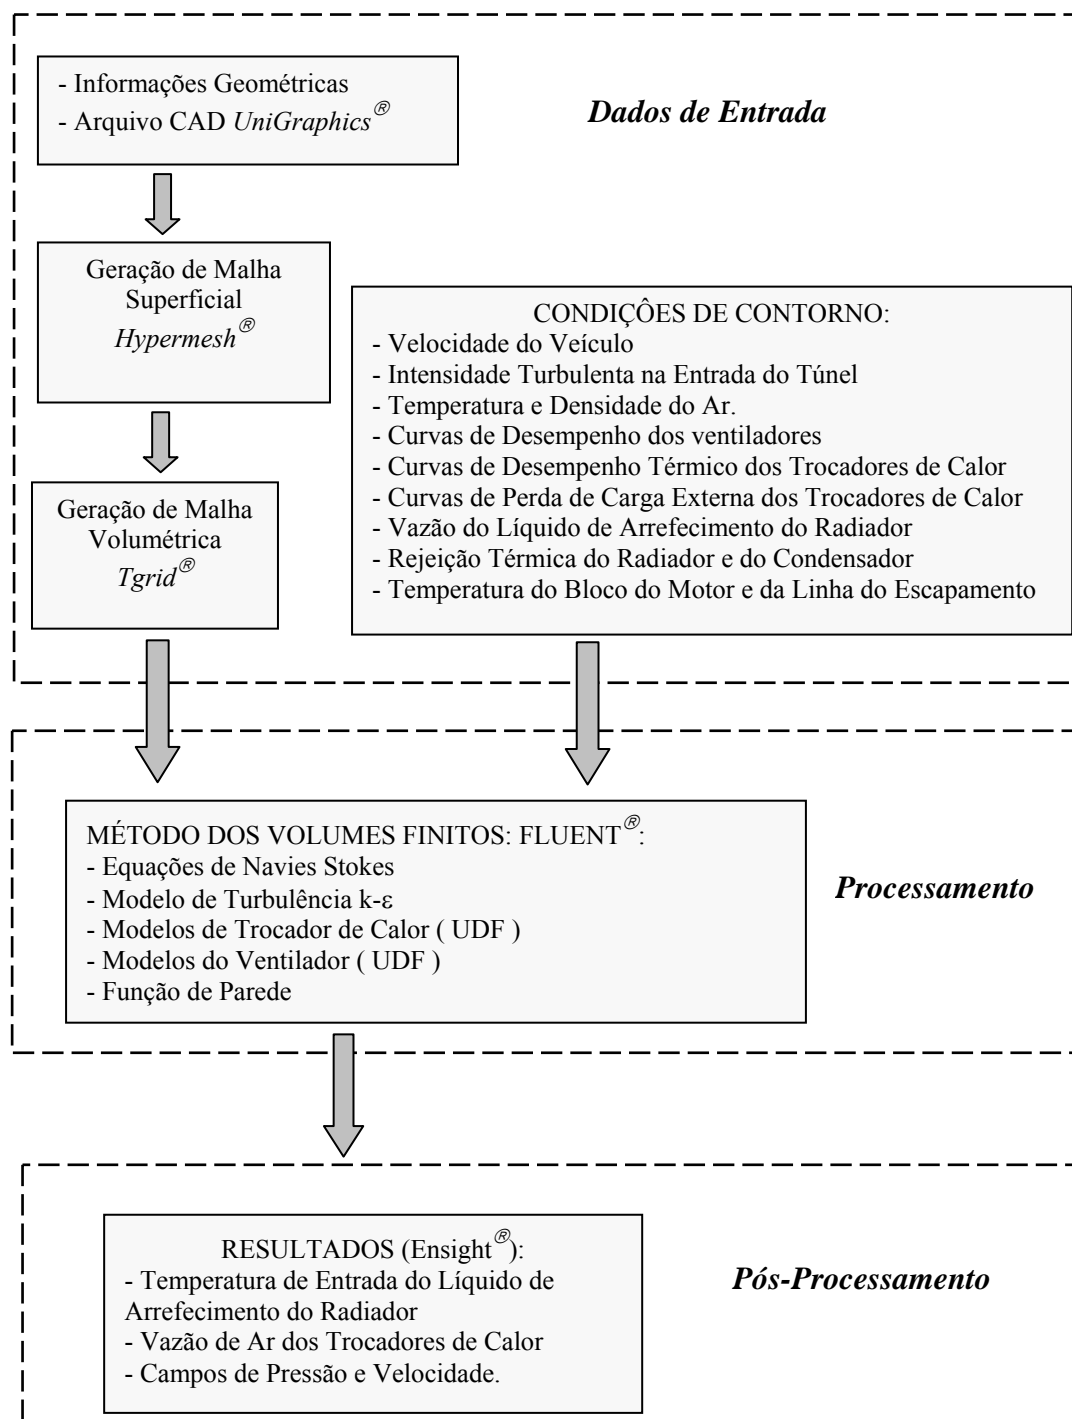 - Informações Geométricas
- Arquivo CAD UniGraphics®
Dados de Entrada
Geração de Malha
Superficial
Hypermesh®
Geração de Malha
Volumétrica
Tgrid®
CONDIÇÔES DE CONTORNO:
- Velocidade do Veículo
- Intensidade Turbulenta na Entrada do Túnel
- Temperatura e Densidade do Ar.
- Curvas de Desempenho dos ventiladores
- Curvas de Desempenho Térmico dos Trocadores de Calor
- Curvas de Perda de Carga Externa dos Trocadores de Calor
- Vazão do Líquido de Arrefecimento do Radiador
- Rejeição Térmica do Radiador e do Condensador
- Temperatura do Bloco do Motor e da Linha do Escapamento
MÉTODO DOS VOLUMES FINITOS: FLUENT®:
- Equações de Navies Stokes
- Modelo de Turbulência k-ε
- Modelos de Trocador de Calor ( UDF )
- Modelos do Ventilador ( UDF )
- Função de Parede
Processamento
RESULTADOS (Ensight®):
- Temperatura de Entrada do Líquido de
Arrefecimento do Radiador
- Vazão de Ar dos Trocadores de Calor
- Campos de Pressão e Velocidade.
Pós-Processamento